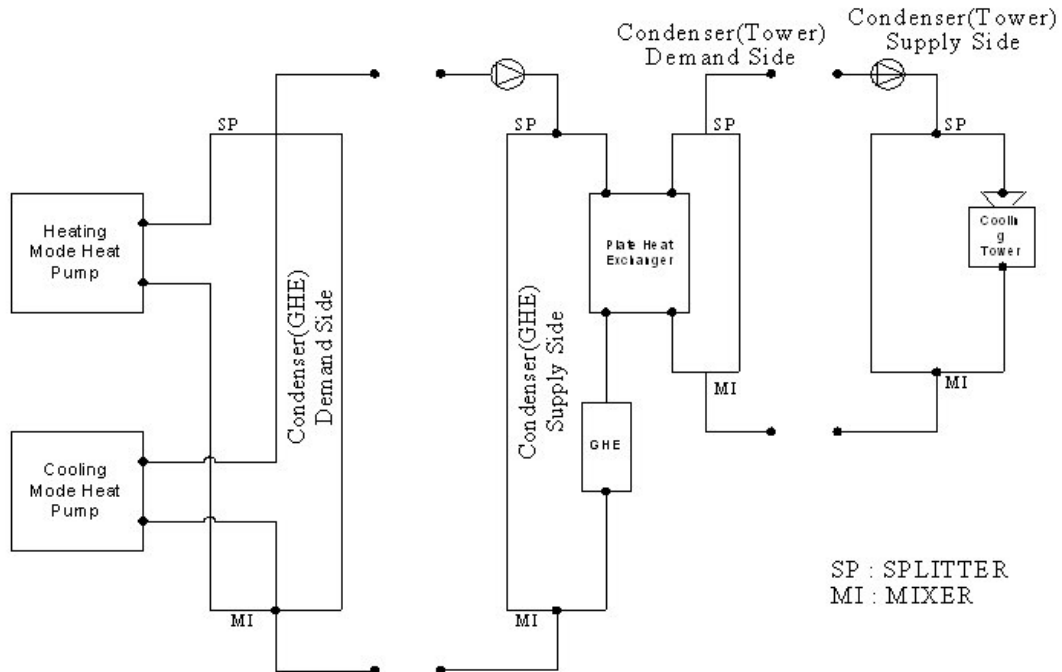 Condenser(Tower)
Demand Side
Condenser(Tower)
Supply Side
SP
SP
SP
SP
Heating
Mode Heat
Pump
Plate Heat
Exchanger
Coolin
g
Tower
Condenser(GHE)
Demand Side
Condenser(GHE)
Supply Side
MI
MI
GHE
Cooling
Mode Heat
Pump
SP : SPLITTER
MI : MIXER
MI
MI